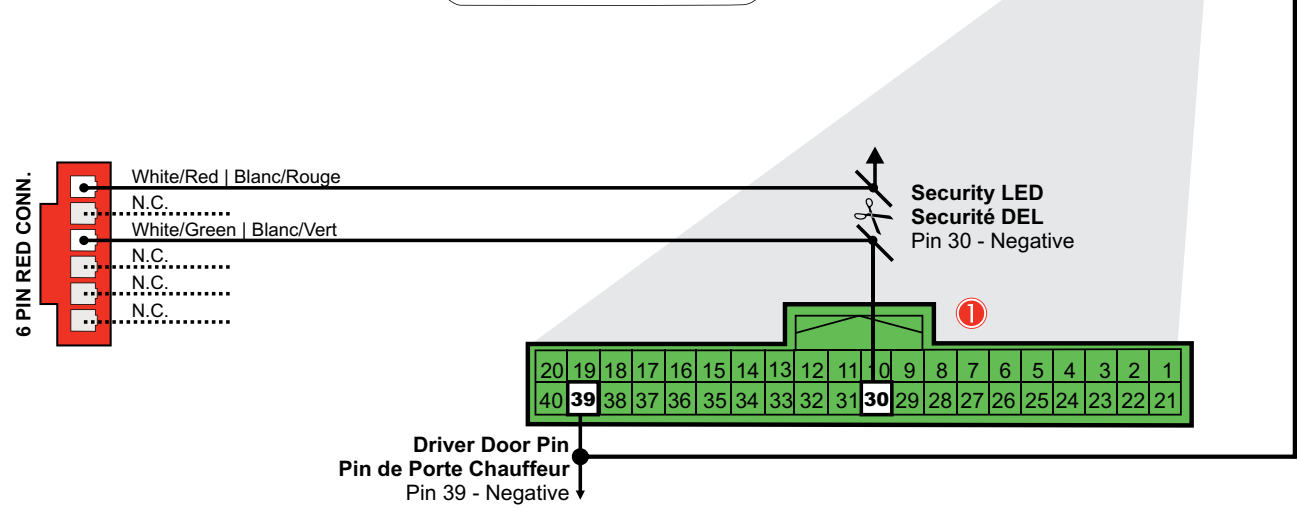 6 PIN RED CONN.
White/Red | Blanc/Rouge
N.C.
White/Green | Blanc/Vert
N.C.
N.C.
N.C.
Security LED
Securité DEL
Pin 30 - Negative
1
20 19 18 17 16 15 14 13 12 11 10 9 8 7 6 5 4 3 2 1
40 39 38 37 36 35 34 33 32 31 30 29 28 27 26 25 24 23 22 21
Driver Door Pin
Pin de Porte Chauffeur
Pin 39 - Negative